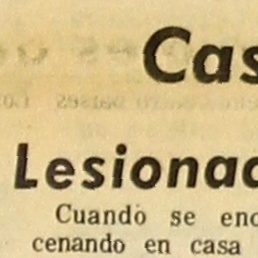 Cas
Lesionad
Cuando se enc
cenando en casa